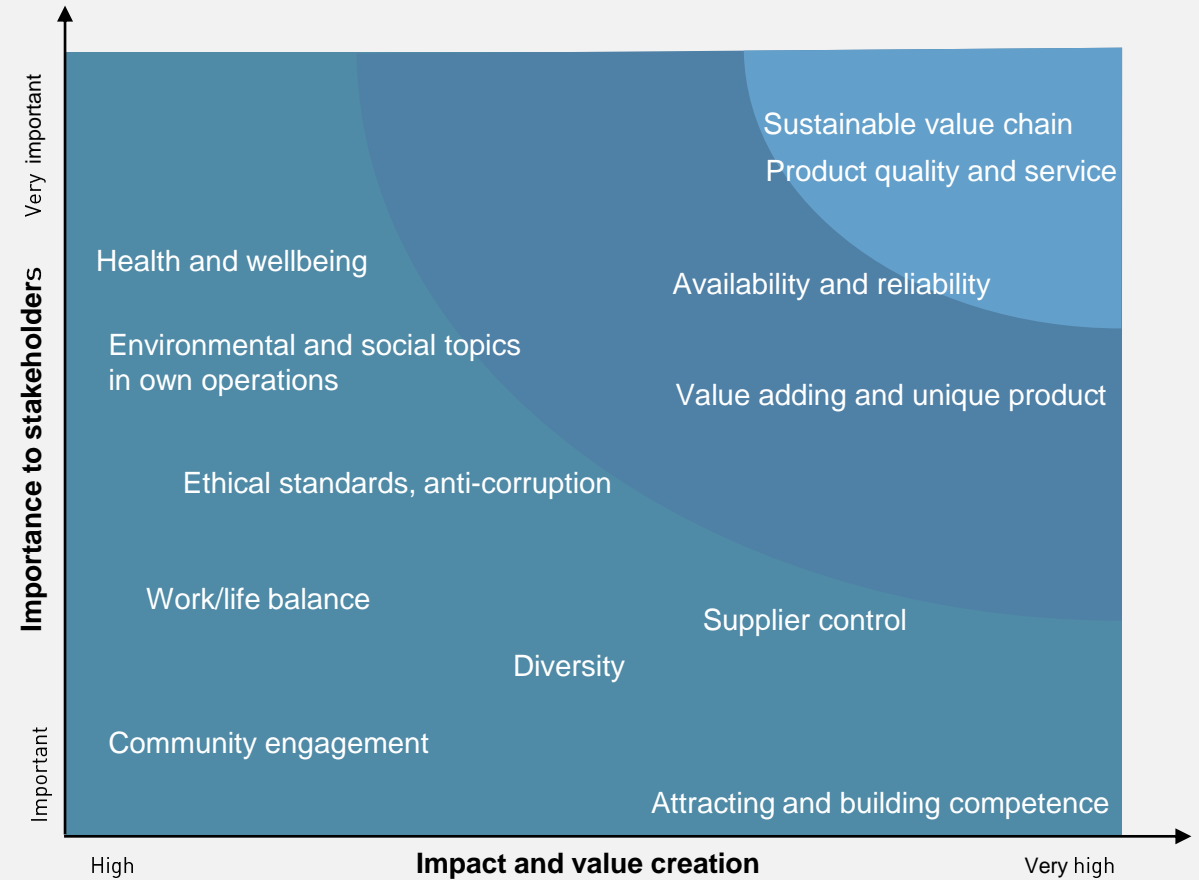 Very important
Importance to stakeholders
Important
Sustainable value chain
Product quality and service
Health and wellbeing
Availability and reliability
Environmental and social topics
in own operations
Value adding and unique product
Ethical standards, anti-corruption
Work/life balance
Supplier control
Diversity
Community engagement
Attracting and building competence
High
Impact and value creation
Very high